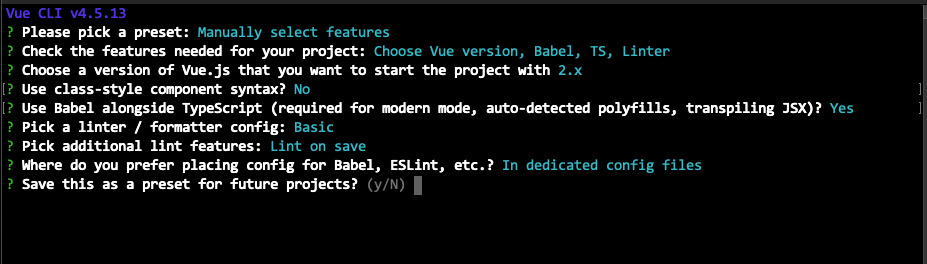 Vue CLI v4.5.13
? Please pick a preset: Manually select features
? Check the features needed for your project: Choose Vue version, Babel, TS, Linter
? Choose a version of Vue.js that you want to start the project with 2.x
? Use class-style component syntax? No
? Use Babel alongside TypeScript (required for modern mode, auto-detected polyfills, transpiling JSX)? Yes
? Pick a linter / formatter config: Basic
? Pick additional lint features: Lint on save
? Where do you prefer placing config for Babel, ESLint, etc.? In dedicated config files
? Save this as a preset for future projects? (y/N)